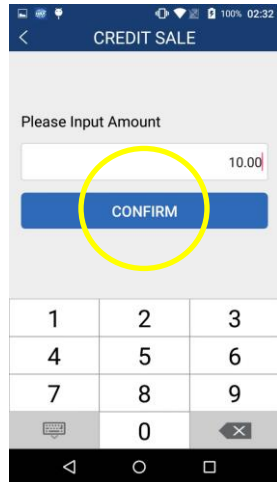 100% 02:32
CREDIT SALE
Please Input Amount
10.00
CONFIRM
1 2 3
4 5 6
7 8 9
0